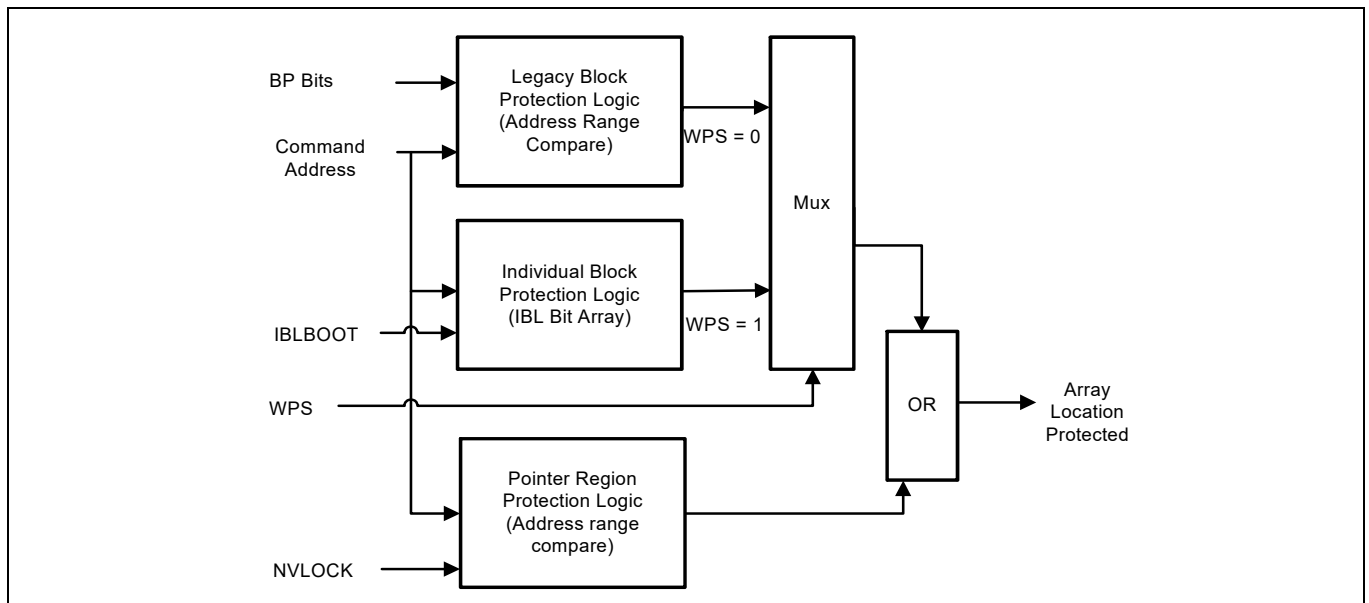 BP Bits
Command
Address
Legacy Block
Protection Logic
(Address Range
Compare)
WPS = 0
Mux
Individual Block
Protection Logic
(IBL Bit Array)
WPS = 1
IBLBOOT
WPS
OR
Array
Location
Protected
Pointer Region
Protection Logic
(Address range
compare)
NVLOCK